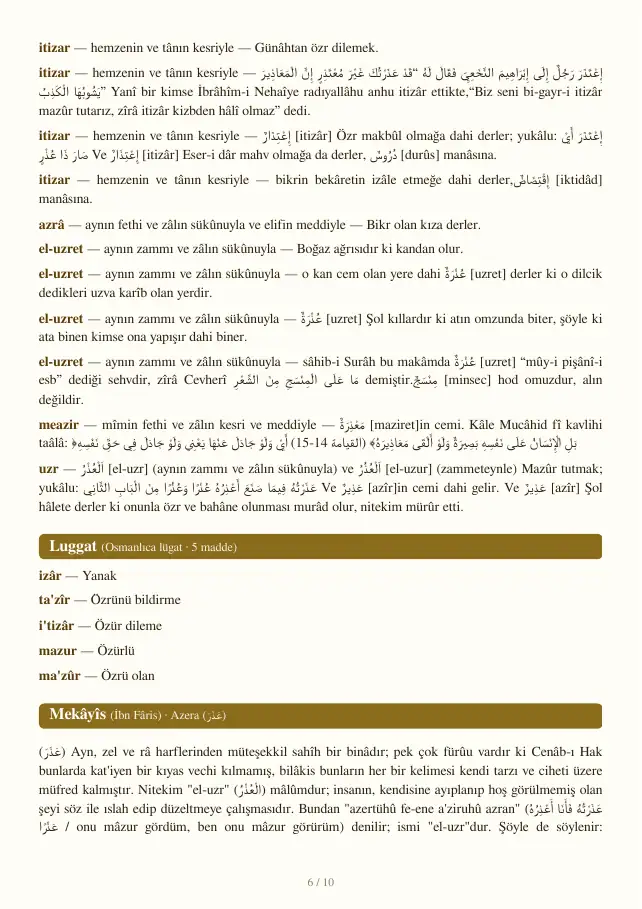 itizar — hemzenin ve tânın kesriyle — Günâhtan özr dilemek.
itizar — hemzenin ve tânın kesriyle — إِعْتَذَرَ رَجُلٌ إِلَى إِبْرَاهِيمَ النَّخَعِيِّ فَقَالَ لَهُ “قَدْ عَذَرْتُكَ غَيْرَ مُعْتَذِرٍ إِنَّ الْمَعَاذِيرَ
يَشُوبُهَا الْكَذِبُ” Yanî bir kimse İbrâhîm-i Nehaîye radıyallâhu anhu itizâr ettikte,“Biz seni bi-gayr-i itizâr
mazûr tutarız, zîrâ itizâr kizbden hâlî olmaz” dedi.
itizar — hemzenin ve tânın kesriyle — إِعْتِذَارٌ [itizâr] Özr makbûl olmağa dahi derler; yukâlu: إِعْتَذَرَ أَيْ
صَارَ ذَا عُذْرٍ Ve إِعْتِذَارٌ [itizâr] Eser-i dâr mahv olmağa da derler, دُرُوسٌ [durûs] manâsına.
itizar — hemzenin ve tânın kesriyle — bikrin bekâretin izâle etmeğe dahi derler,إِقْتِضَاضٌ [iktidâd]
manâsına.
azrâ — aynın fethi ve zâlın sükûnuyla ve elifin meddiyle — Bikr olan kıza derler.
el-uzret — aynın zammı ve zâlın sükûnuyla — Boğaz ağrısıdır ki kandan olur.
el-uzret — aynın zammı ve zâlın sükûnuyla — o kan cem olan yere dahi عُذْرَةٌ [uzret] derler ki o dilcik
dedikleri uzva karîb olan yerdir.
el-uzret — aynın zammı ve zâlın sükûnuyla — عُذْرَةٌ [uzret] Şol kıllardır ki atın omzunda biter, şöyle ki
ata binen kimse ona yapışır dahi biner.
el-uzret — aynın zammı ve zâlın sükûnuyla — sâhib-i Surâh bu makâmda عُذْرَةٌ [uzret] “mûy-i pişânî-i
esb” dediği sehvdir, zîrâ Cevherî مَا عَلَى الْمِنْسَجِ مِنَ الشَّعْرِ demiştir.مِنْسَجٌ [minsec] hod omuzdur, alın
değildir.
meazir — mîmin fethi ve zâlın kesri ve meddiyle — مَعْذِرَةٌ [maziret]in cemi. Kâle Mucâhid fî kavlihi
taâlâ: ﴿بَلِ الْإِنْسَانُ عَلَى نَفْسِهِ بَصِيرَةٌ وَلَوْ أَلْقَى مَعَاذِيرَهُ﴾ (القيامة 14-15) أَيْ وَلَوْ جَادَلَ عَنْهَا يَعْنِي وَلَوْ جَادَلَ فِي حَقِّ نَفْسِهِ
uzr — اَلْعُذْرُ [el-uzr] (aynın zammı ve zâlın sükûnuyla) ve اَلْعُذُرُ [el-uzur] (zammeteynle) Mazûr tutmak;
yukâlu: عَذَرْتُهُ فِيمَا صَنَعَ أَعْذِرُهُ عُذْرًا وَعُذُرًا مِنَ الْبَابِ الثَّانِي Ve عَذِيرٌ [azîr]in cemi dahi gelir. Ve عَذِيرٌ [azîr] Şol
hâlete derler ki onunla özr ve bahâne olunması murâd olur, nitekim mürûr etti.
Luggat (Osmanlıca lügat · 5 madde)
izâr — Yanak
ta'zîr — Özrünü bildirme
i'tizâr — Özür dileme
mazur — Özürlü
ma'zûr — Özrü olan
Mekâyîs (İbn Fâris) · Azera (عَذَرَ)
(عَذَرَ) Ayn, zel ve râ harflerinden müteşekkil sahîh bir binâdır; pek çok fürûu vardır ki Cenâb-ı Hak
bunlarda kat'iyen bir kıyas vechi kılmamış, bilâkis bunların her bir kelimesi kendi tarzı ve ciheti üzere
müfred kalmıştır. Nitekim "el-uzr" (الْعُذْرُ) mâlûmdur; insanın, kendisine ayıplanıp hoş görülmemiş olan
şeyi söz ile ıslah edip düzeltmeye çalışmasıdır. Bundan "azertühû fe-ene a'ziruhû azran" (عَذَرْتُهُ فَأَنَا أَعْذِرُهُ
عَذْرًا / onu mâzur gördüm, ben onu mâzur görürüm) denilir; ismi "el-uzr"dur. Şöyle de söylenir:
6 / 10